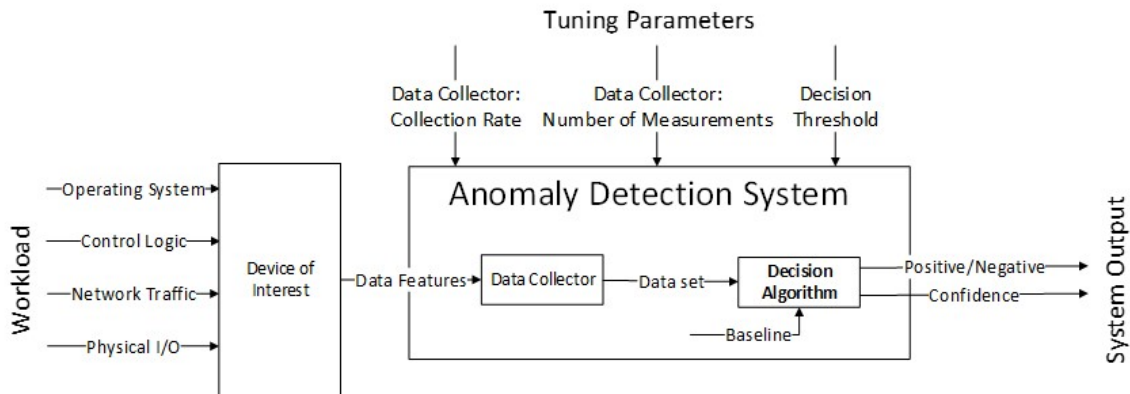 Tuning Parameters
Data Collector:
Collection Rate
Data Collector:
Number of Measurements
Decision
Threshold
Workload
Operating System
Control Logic
Network Traffic
Physical I/O
Device of
Interest
Data Features
Anomaly Detection System
Data Collector
Data set
Decision
Algorithm
Baseline
Positive/Negative
Confidence
System Output